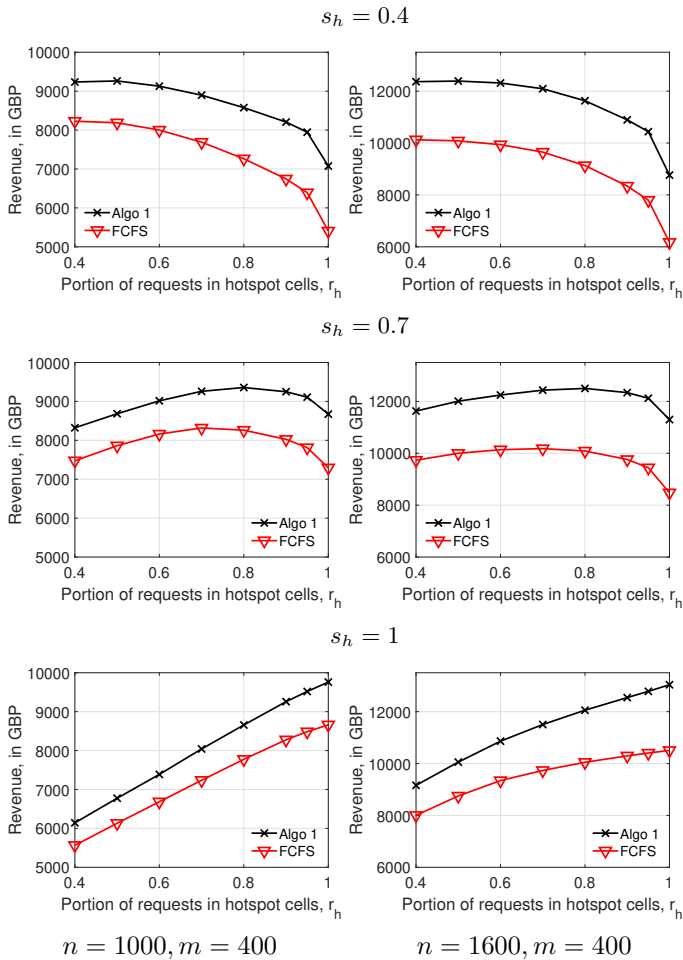 s_h = 0.4
Revenue, in GBP
10000
9000
8000
7000
6000
5000
0.4 0.6 0.8 1
Algo 1
FCFS
Portion of requests in hotspot cells, r_h
Revenue, in GBP
12000
10000
8000
6000
0.4 0.6 0.8 1
Algo 1
FCFS
Portion of requests in hotspot cells, r_h
s_h = 0.7
Revenue, in GBP
10000
9000
8000
7000
6000
5000
0.4 0.6 0.8 1
Algo 1
FCFS
Portion of requests in hotspot cells, r_h
Revenue, in GBP
12000
10000
8000
6000
0.4 0.6 0.8 1
Algo 1
FCFS
Portion of requests in hotspot cells, r_h
s_h = 1
Revenue, in GBP
10000
9000
8000
7000
6000
5000
0.4 0.6 0.8 1
Algo 1
FCFS
Portion of requests in hotspot cells, r_h
Revenue, in GBP
12000
10000
8000
6000
0.4 0.6 0.8 1
Algo 1
FCFS
Portion of requests in hotspot cells, r_h
n = 1000, m = 400
n = 1600, m = 400